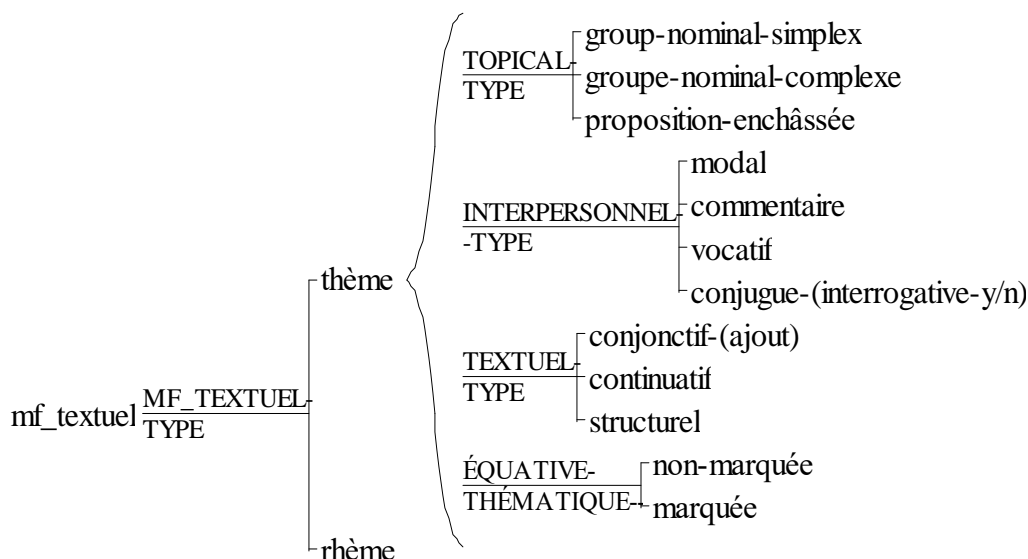 group-nominal-simplex
TOPICAL-
TYPE
groupe-nominal-complexe
proposition-enchâssée
modal
INTERPERSONNEL
-TYPE
commentaire
vocatif
conjugue-(interrogative-y/n)
thème
conjonctif-(ajout)
TEXTUEL-
TYPE
continuatif
structurel
mf_textuel
MF_TEXTUEL-
TYPE
ÉQUATIVE-
THÉMATIQUE--
non-marquée
marquée
rhème